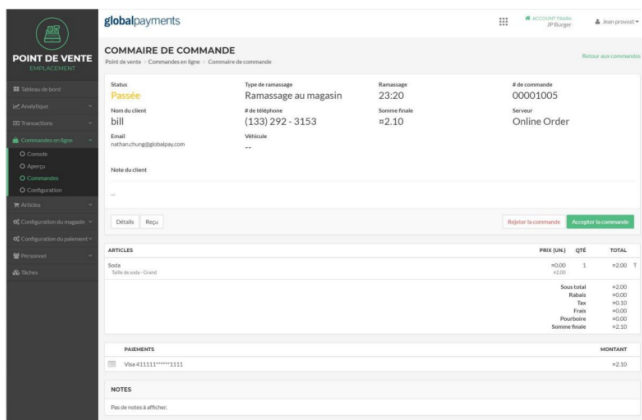 globalpayments
ACCOUNT NAME
JP Burger
Jean provost
POINT DE VENTE
EMPLACEMENT
COMMAIRE DE COMMANDE
Point de vente - Commandes en ligne - Commaire de commande
Retour aux commandes
Tableau de bord
Analytique
Transactions
Commandes en ligne
Console
Aperçu
Commandes
Configuration
Articles
Configuration du magasin
Configuration du paiement
Personnel
Tâches
Status
Passée
Type de ramassage
Ramassage au magasin
Ramassage
23:20
# de commande
00001005
Nom du client
bill
# de téléphone
(133) 292 - 3153
Somme finale
¤2.10
Serveur
Online Order
Email
nathan.chung@globalpay.com
Véhicule
--
Note du client
--
Détails
Reçu
Rejeter la commande
Accepter la commande
ARTICLES PRIX (UN.) QTÉ TOTAL
Soda ¤0.00 1 ¤2.00 T
Taille de soda - Grand ¤2.00
Sous total ¤2.00
Rabais ¤0.00
Tax ¤0.10
Frais ¤0.00
Pourboire ¤0.00
Somme finale ¤2.10
PAIEMENTS MONTANT
Visa 411111******1111 ¤2.10
NOTES
Pas de notes à afficher.